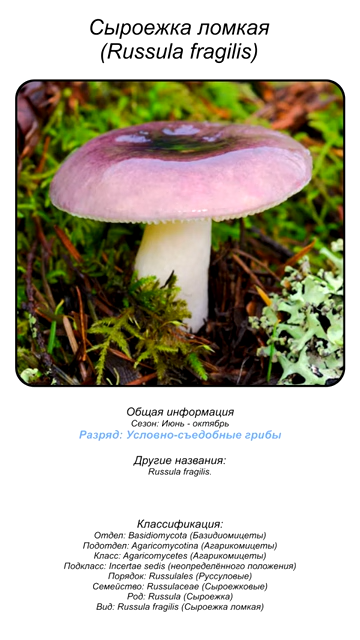 Сыроежка ломкая
(Russula fragilis)
Общая информация
Сезон: Июнь - октябрь
Разряд: Условно-съедобные грибы
Другие названия:
Russula fragilis.
Классификация:
Отдел: Basidiomycota (Базидиомицеты)
Подотдел: Agaricomycotina (Агарикомицеты)
Класс: Agaricomycetes (Агарикомицеты)
Подкласс: Incertae sedis (неопределённого положения)
Порядок: Russulales (Руссуловые)
Семейство: Russulaceae (Сыроежковые)
Род: Russula (Сыроежка)
Вид: Russula fragilis (Сыроежка ломкая)